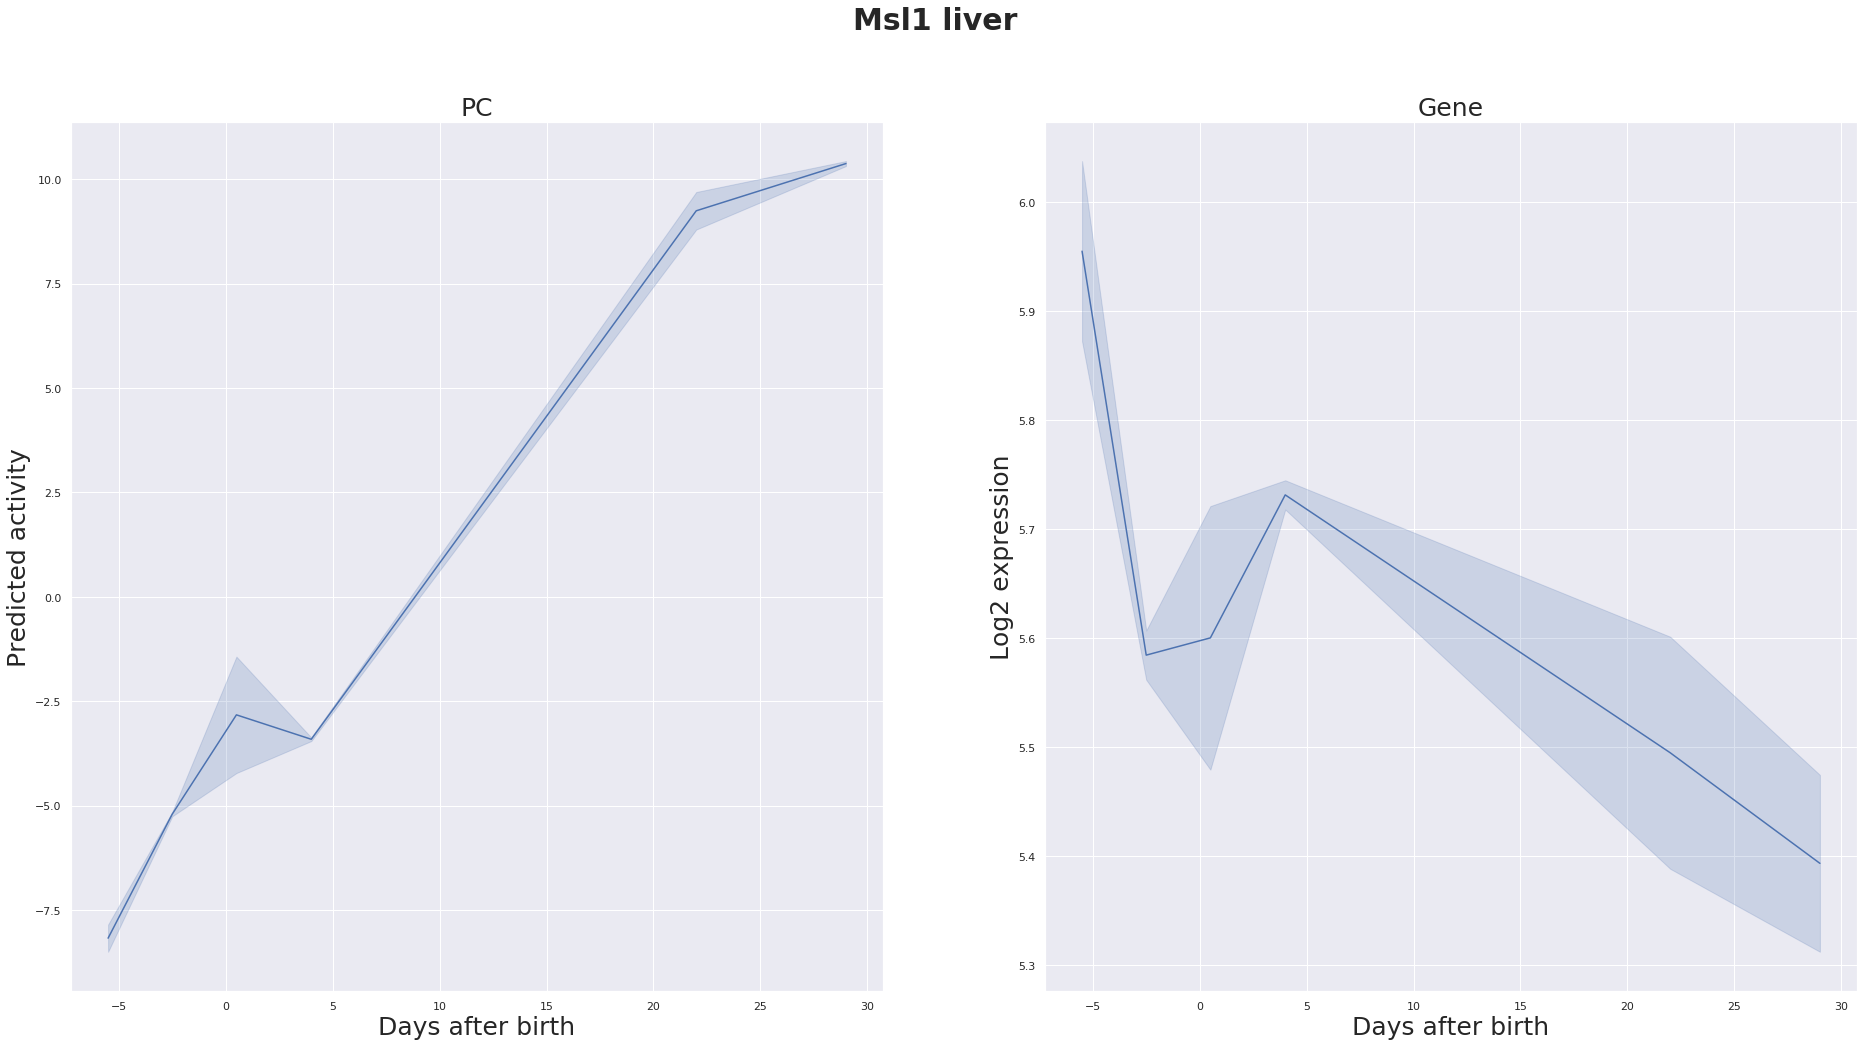 Msl1 liver
PC
Predicted activity
10.0
7.5
5.0
2.5
0.0
−2.5
−5.0
−7.5
−5 0 5 10 15 20 25 30
Days after birth
Gene
Log2 expression
6.0
5.9
5.8
5.7
5.6
5.5
5.4
5.3
−5 0 5 10 15 20 25 30
Days after birth